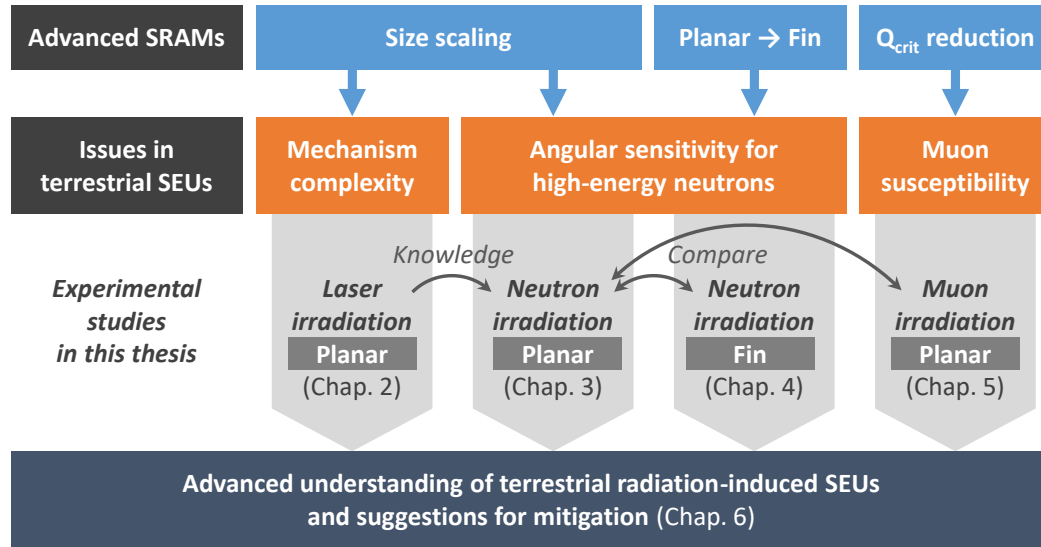 Advanced SRAMs
Size scaling
Planar → Fin
Qcrit reduction
Issues in
terrestrial SEUs
Mechanism
complexity
Angular sensitivity for
high-energy neutrons
Muon
susceptibility
Knowledge
Compare
Experimental
studies
in this thesis
Laser
irradiation
Planar
(Chap. 2)
Neutron
irradiation
Planar
(Chap. 3)
Neutron
irradiation
Fin
(Chap. 4)
Muon
irradiation
Planar
(Chap. 5)
Advanced understanding of terrestrial radiation-induced SEUs
and suggestions for mitigation (Chap. 6)